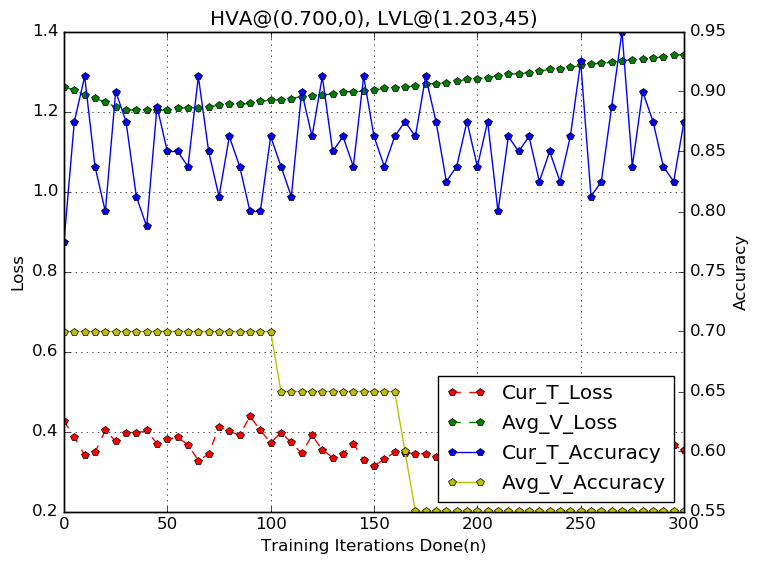 HVA@(0.700,0), LVL@(1.203,45)
1.4
1.2
1.0
0.8
0.6
0.4
0.2
Loss
0.95
0.90
0.85
0.80
0.75
0.70
0.65
0.60
0.55
Accuracy
Cur_T_Loss
Avg_V_Loss
Cur_T_Accuracy
Avg_V_Accuracy
0 50 100 150 200 250 300
Training Iterations Done(n)